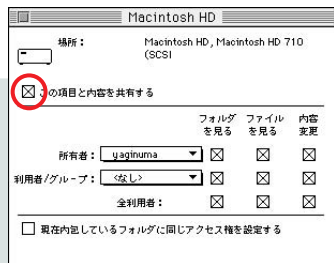 Macintosh HD
場所: Macintosh HD, Macintosh HD 710
(SCSI
この項目と内容を共有する
フォルダ ファイル 内容
を見る を見る 変更
所有者: yaginuma
利用者/グループ: <なし>
全利用者:
現在内包しているフォルダに同じアクセス権を設定する